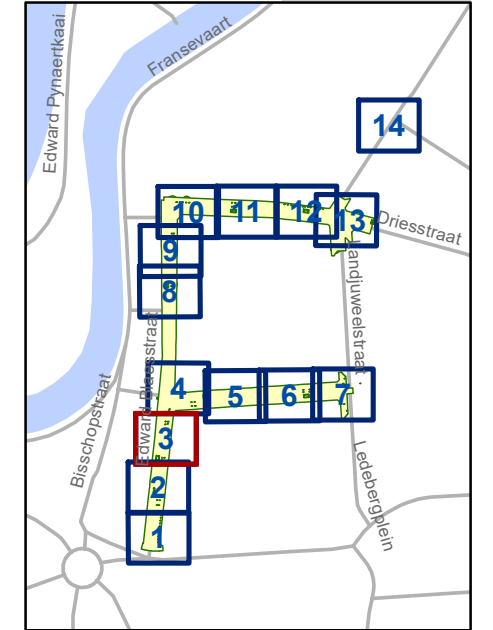 Edward Pynaertkaai
Fransevaart
14
10
11
12
13
Driesstraat
9
8
Landjuweelstraat
Edward Blaesstraat
4
5
6
7
Bisschopstraat
3
Ledebergplein
2
1